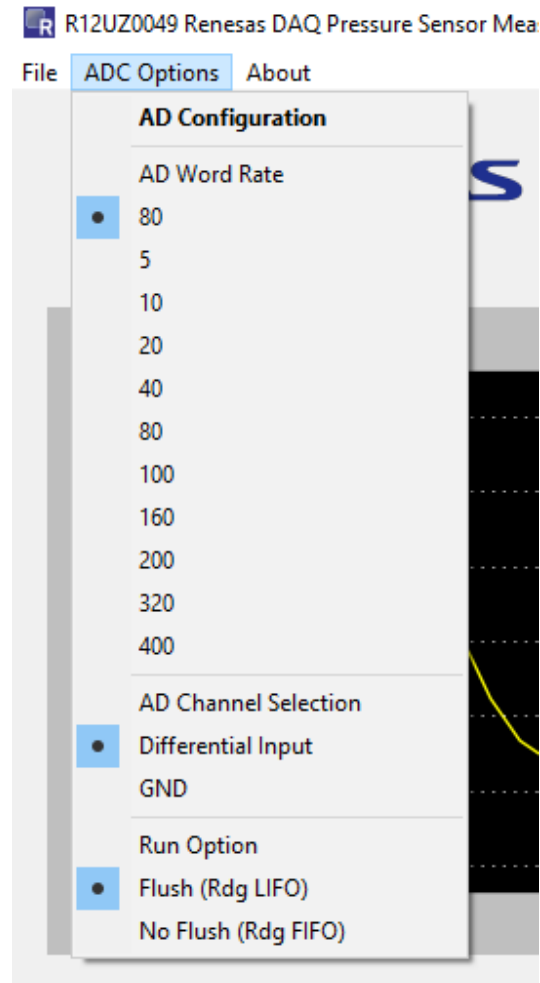 R12UZ0049 Renesas DAQ Pressure Sensor
File ADC Options About
AD Configuration
AD Word Rate
80
5
10
20
40
80
100
160
200
320
400
AD Channel Selection
Differential Input
GND
Run Option
Flush (Rdg LIFO)
No Flush (Rdg FIFO)